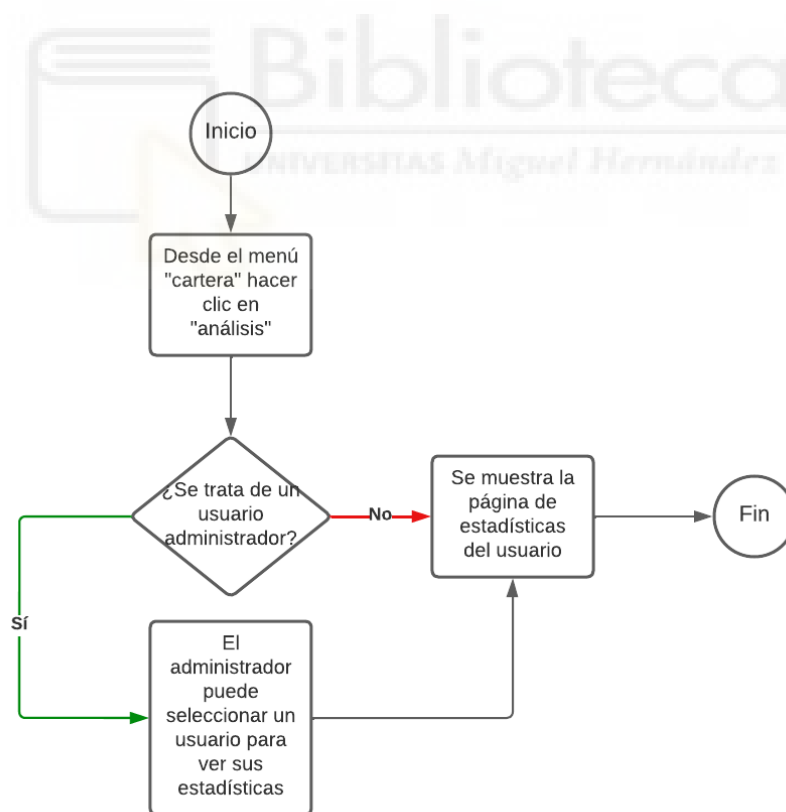 Biblioteca
UNIVERSITAS Miguel Hernández
Inicio
Desde el menú
"cartera" hacer
clic en
"análisis"
¿Se trata de un
usuario
administrador?
No
Se muestra la
página de
estadísticas
del usuario
Fin
Sí
El
administrador
puede
seleccionar un
usuario para
ver sus
estadísticas